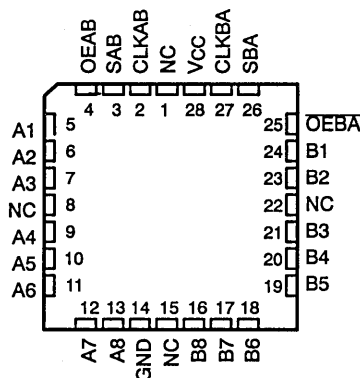 OEAB SAB CLKAB NC VCC CLKBA SBA
4 3 2 1 28 27 26
A1 5 25 OEBA
A2 6 24 B1
A3 7 23 B2
NC 8 22 NC
A4 9 21 B3
A5 10 20 B4
A6 11 19 B5
12 13 14 15 16 17 18
A7 A8 GND NC B8 B7 B6